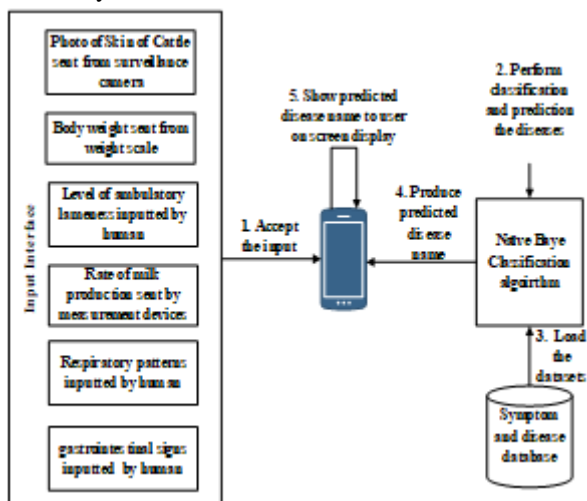 Photo of Skin of Cattle
sent from surveillance
camera
Body weight sent from
weight scale
Level of ambulatory
lameness inputted by
human
Rate of milk
production sent by
measurement devices
Respiratory patterns
inputted by human
gastrointestinal signs
inputted by human
Input Interface
1. Accept
the input
5. Show predicted
disease name to user
on screen display
4. Produce
predicted
disease
name
2. Perform
classification
and prediction
the diseases
Naïve Baye
Classification
algorithm
3. Load
the
datasets
Symptom
and disease
database